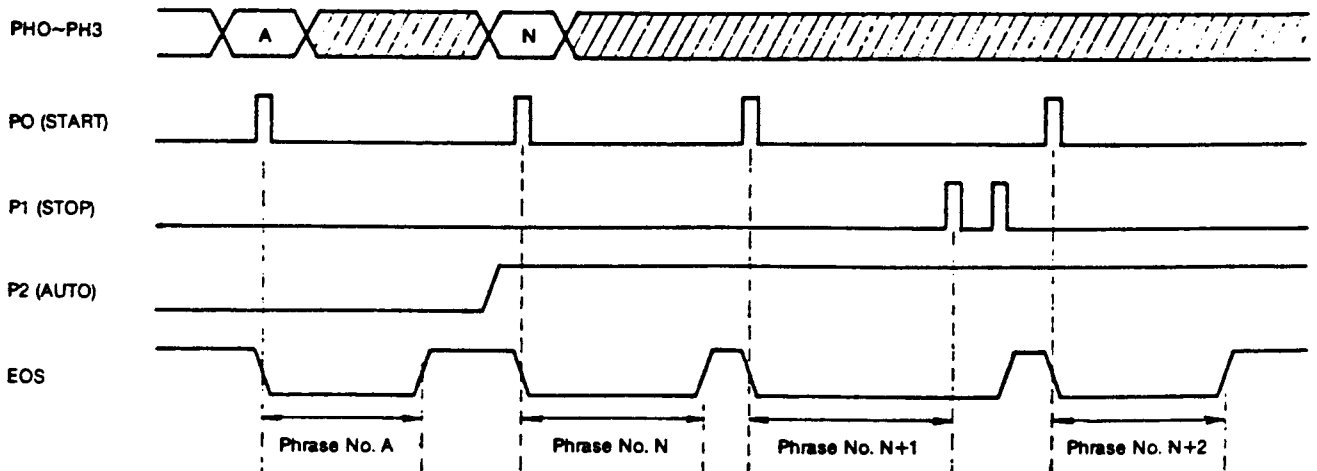 PHO~PH3
A
N
PO (START)
P1 (STOP)
P2 (AUTO)
EOS
Phrase No. A
Phrase No. N
Phrase No. N+1
Phrase No. N+2